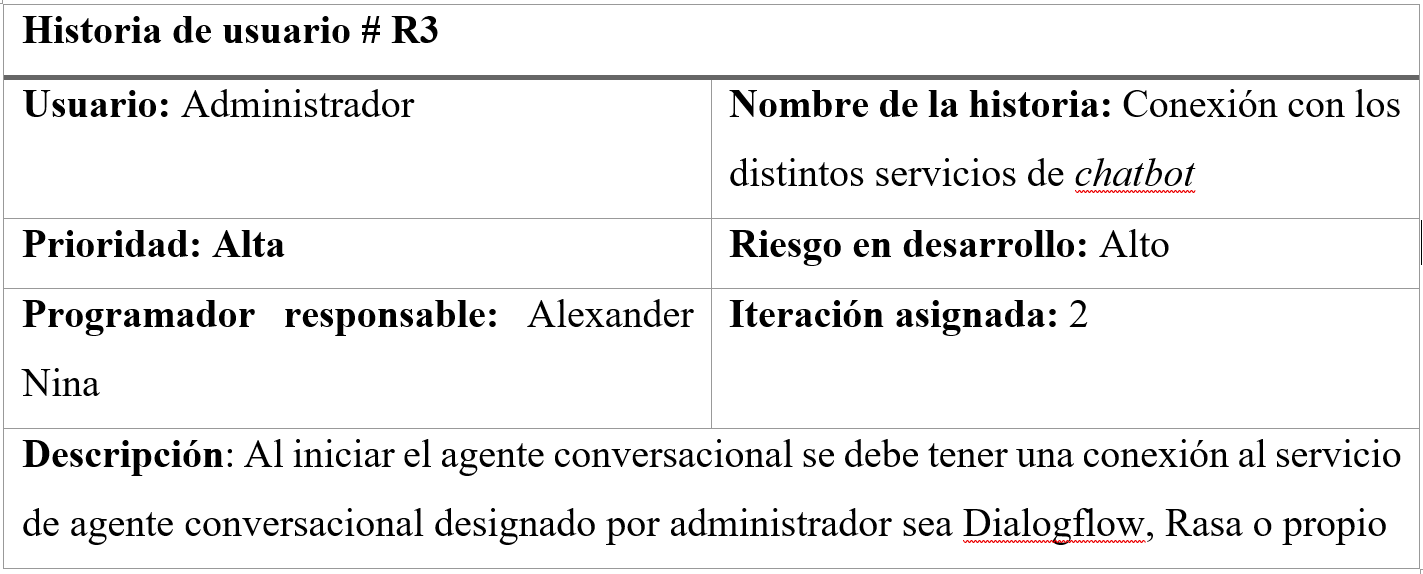 Historia de usuario # R3
Usuario: Administrador
Nombre de la historia: Conexión con los
distintos servicios de chatbot
Prioridad: Alta
Riesgo en desarrollo: Alto
Programador responsable: Alexander
Nina
Iteración asignada: 2
Descripción: Al iniciar el agente conversacional se debe tener una conexión al servicio
de agente conversacional designado por administrador sea Dialogflow, Rasa o propio